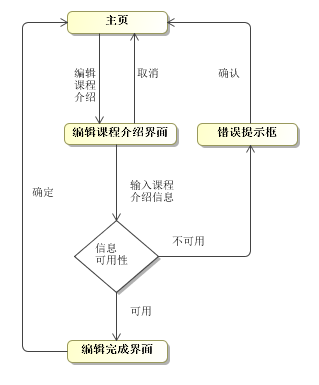 主页
编辑
课程
介绍
取消
确认
编辑课程介绍界面
错误提示框
输入课程
介绍信息
确定
信息
可用性
不可用
可用
编辑完成界面